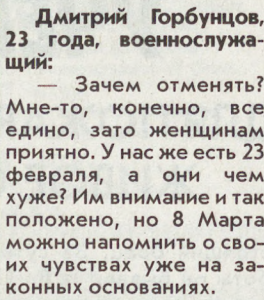 Дмитрий Горбунцов,
23 года, военнослужа-
щий:
— Зачем отменять?
Мне-то, конечно, все
едино, зато женщинам
приятно. У нас же есть 23
февраля, а они чем
хуже? Им внимание и так
положено, но 8 Марта
можно напомнить о сво-
их чувствах уже на за-
конных основаниях.